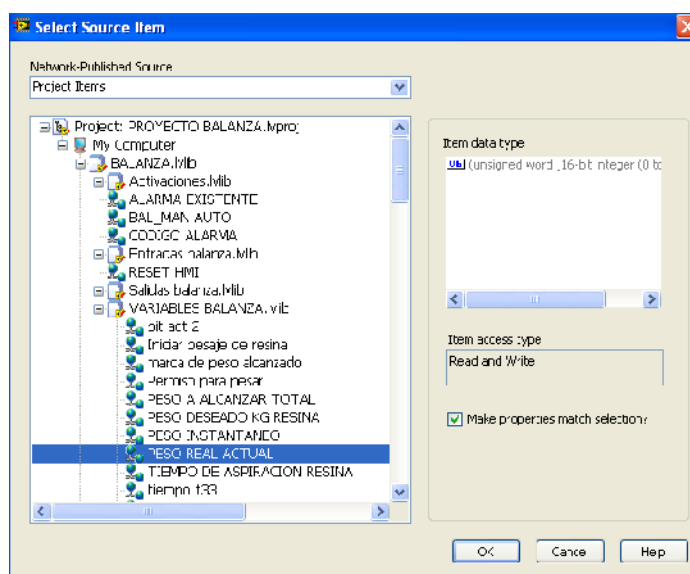 Select Source Item
Network-Published Source
Project Items
Project: PROYECTO BALANZA.lvproj
My Computer
BALANZA.lvlib
Activaciones.lvlib
ALARMA EXISTENTE
BAL_MAN AUTO
CODIGO ALARMA
Entradas balanza.lvlib
RESET HMI
Salidas balanza.lvlib
VARIABLES BALANZA.lvlib
bit act 2
Iniciar pesaje de resina
marca de peso alcanzado
Permiso para pesar
PESO A ALCANZAR TOTAL
PESO DESEADO KG RESINA
PESO INSTANTANEO
PESO REAL ACTUAL
TIEMPO DE ASPIRACION RESINA
tiempo t33
Item data type
U16 (unsigned word ,16-bit integer (0 to
Item access type
Read and Write
Make properties match selection?
OK Cancel Help